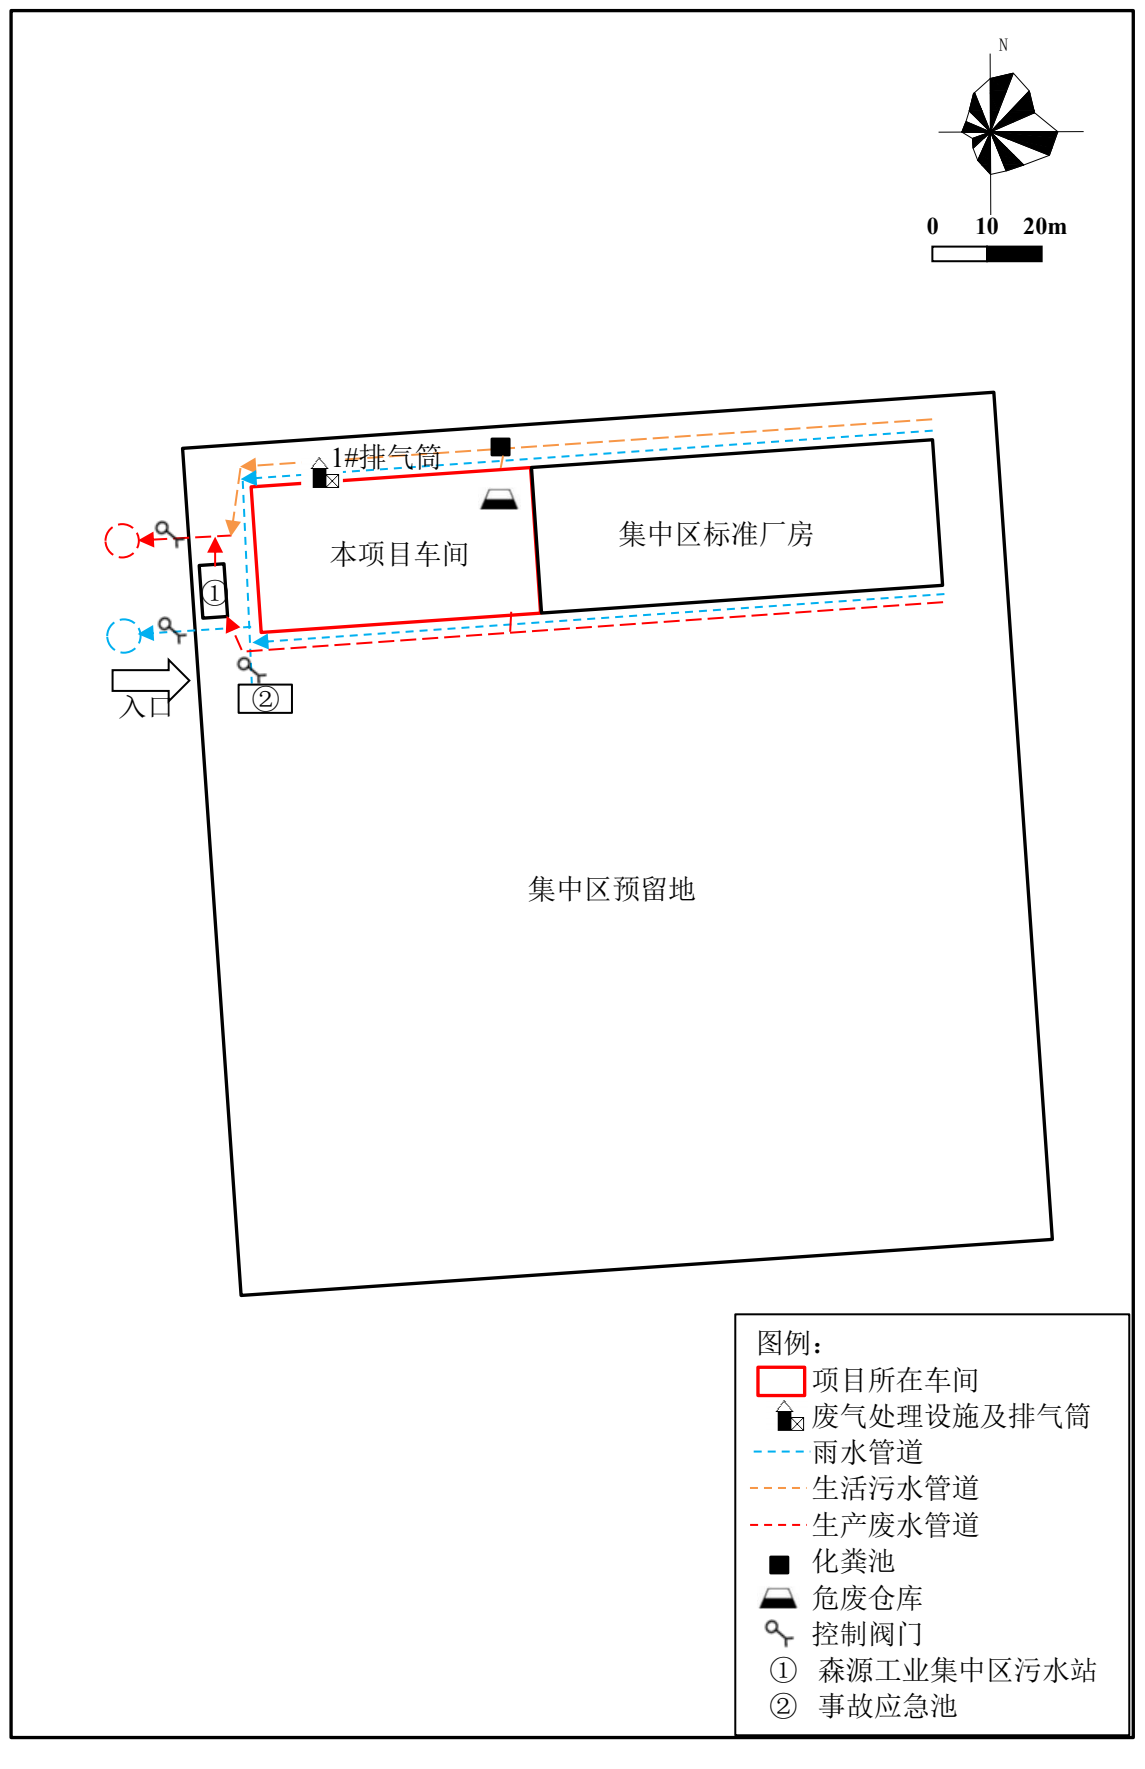 N
0 10 20m
1#排气筒
集中区标准厂房
本项目车间
①
②
入口
集中区预留地
图例：
项目所在车间
废气处理设施及排气筒
雨水管道
生活污水管道
生产废水管道
化粪池
危废仓库
控制阀门
① 森源工业集中区污水站
② 事故应急池